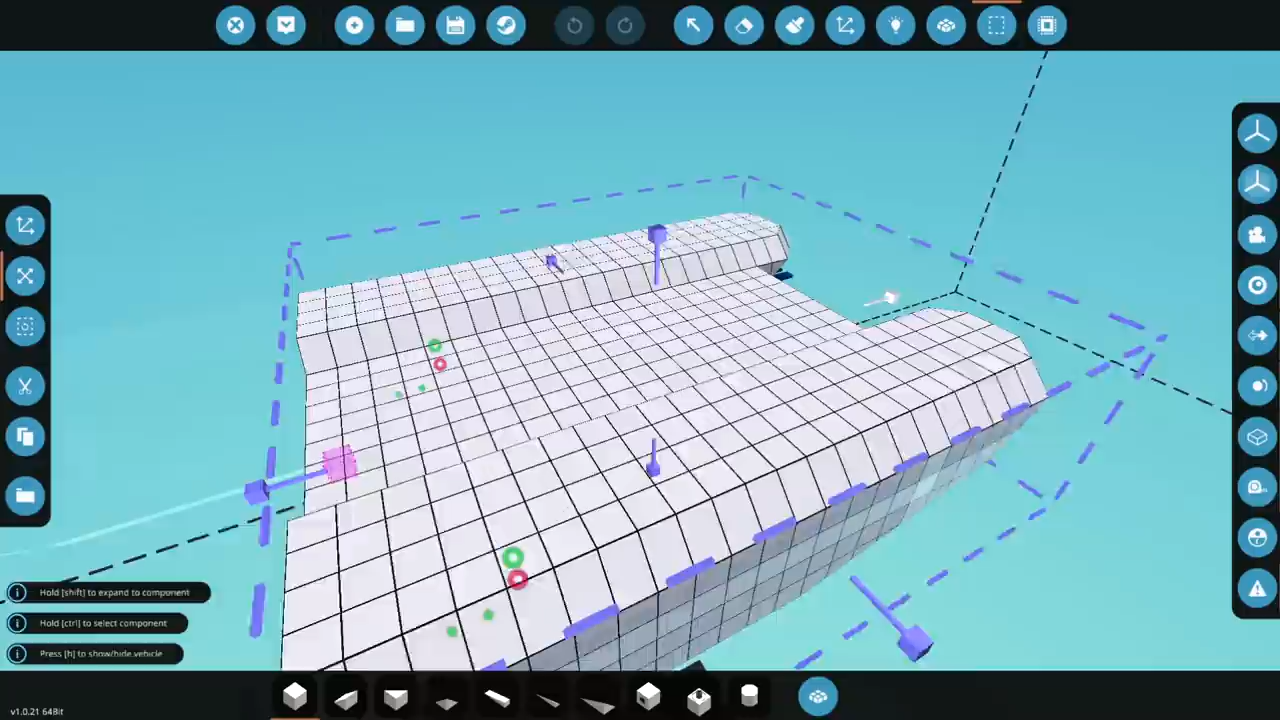 Hold [shift] to expand to component
Hold [ctrl] to select component
Press [h] to show/hide vehicle
v1.0.21 64Bit